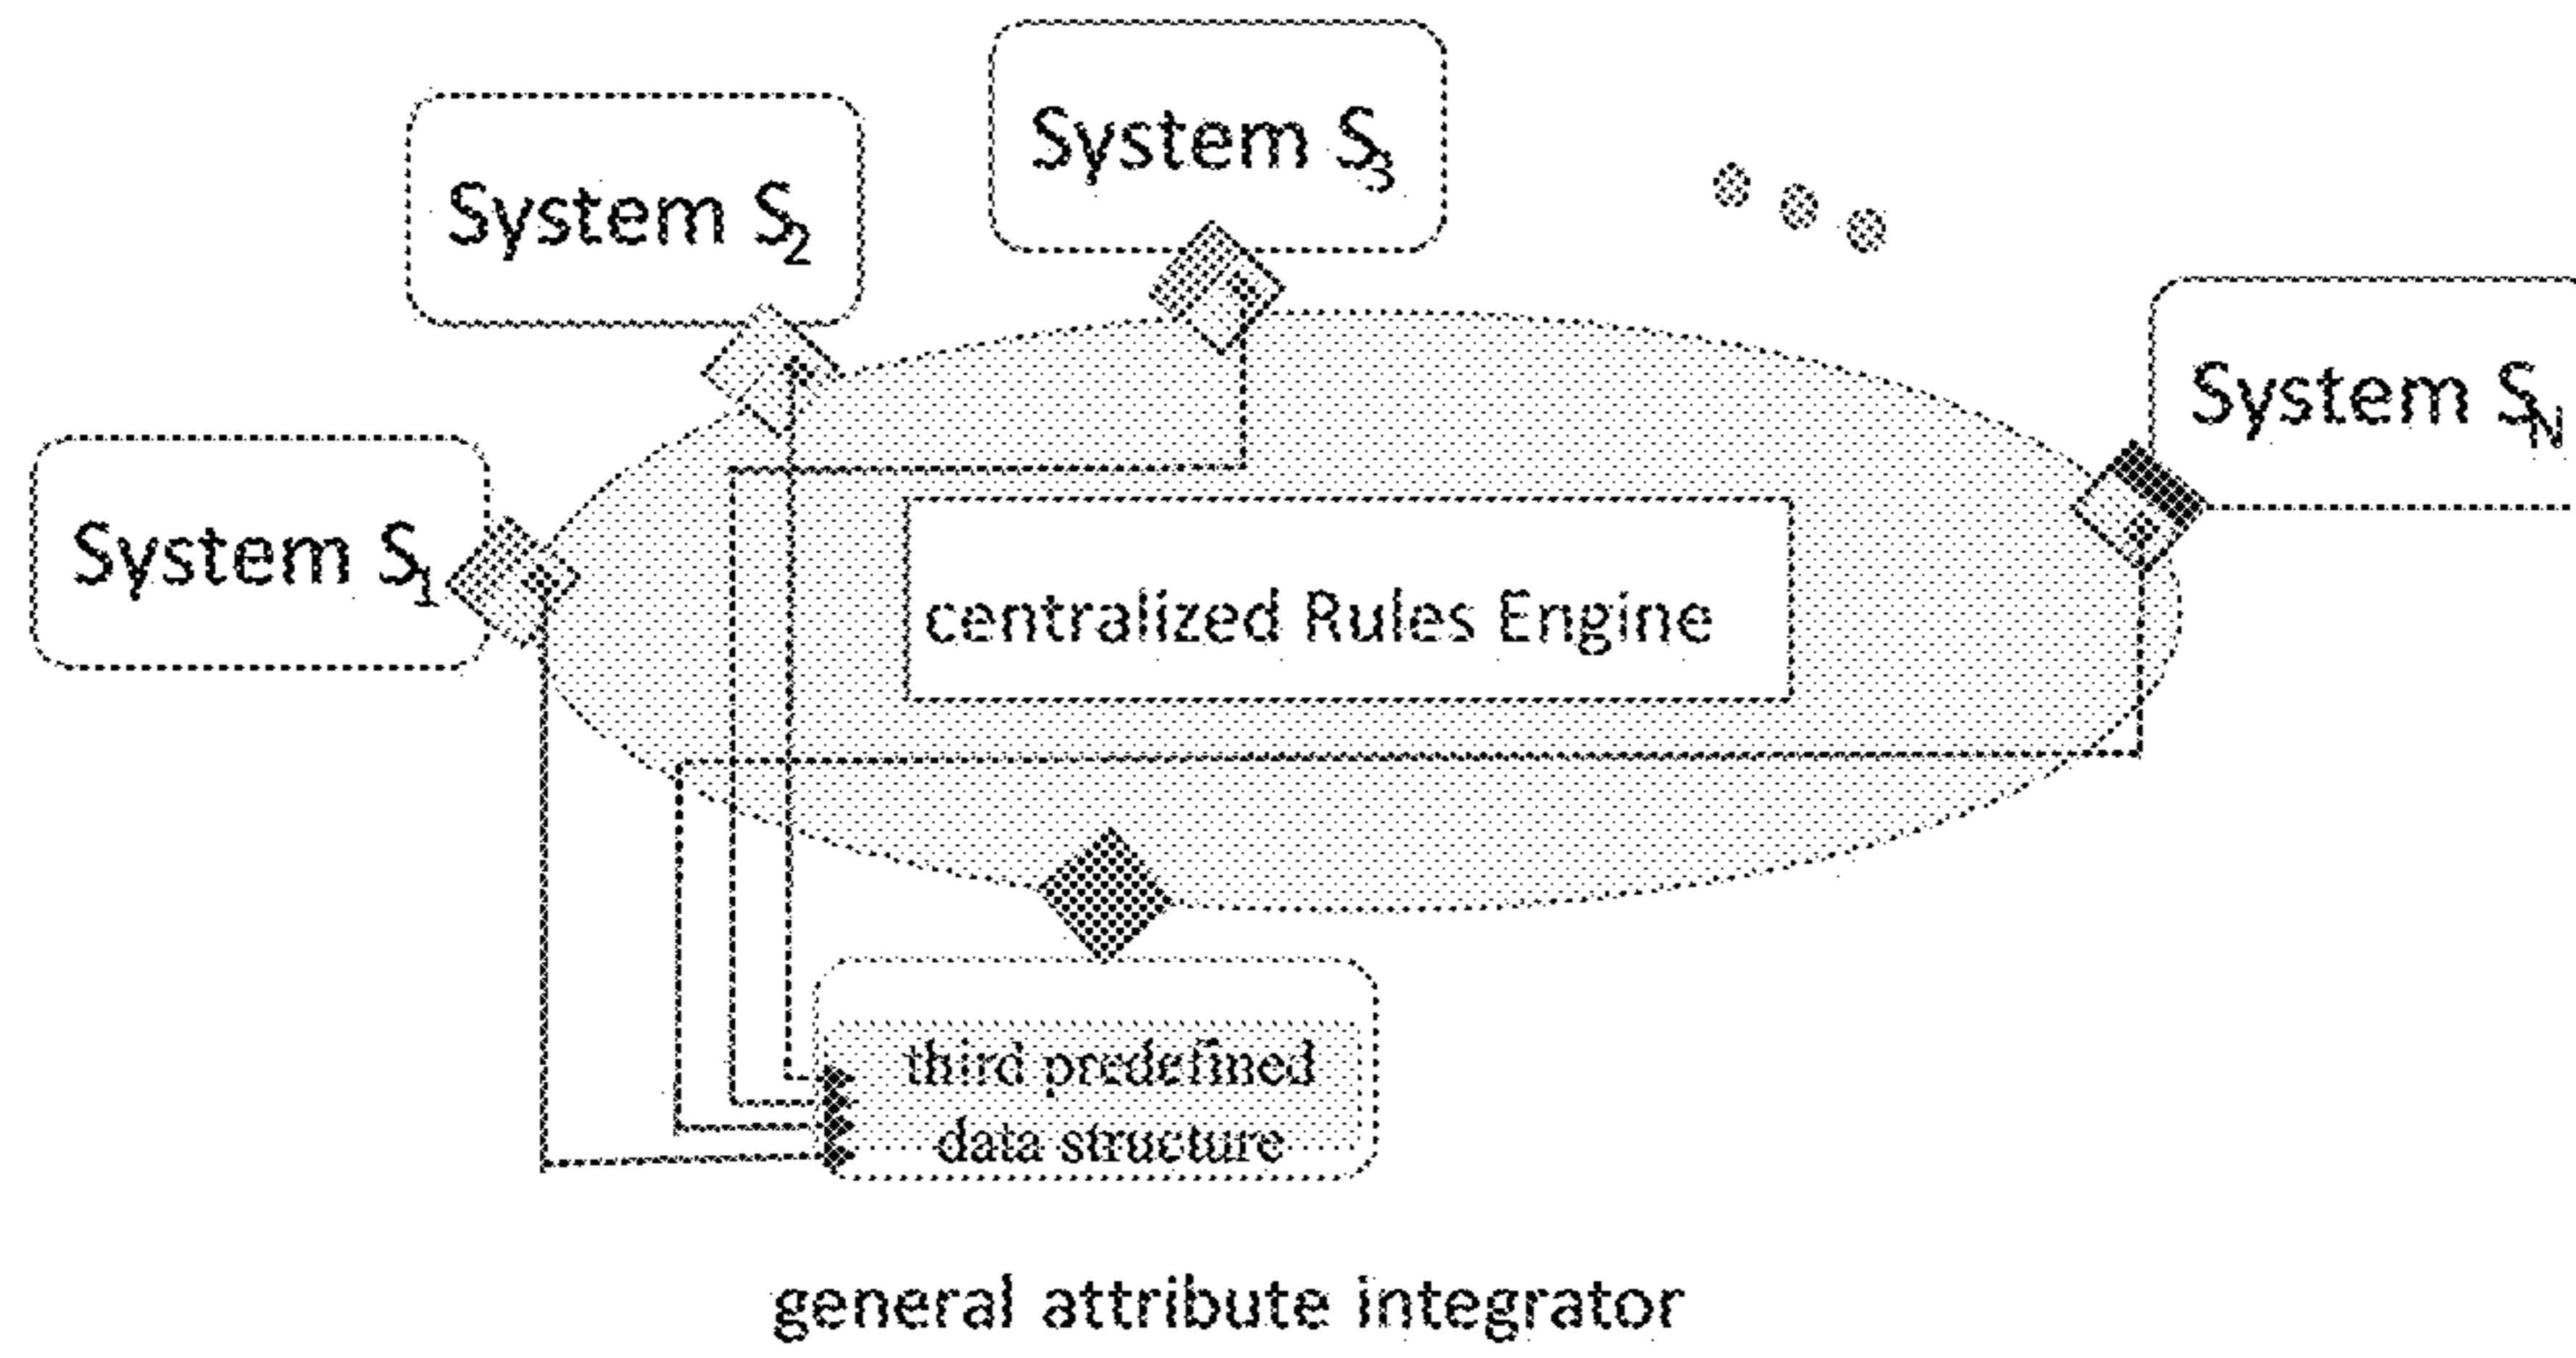 System S3
System S2
System SN
System S1
centralized Rules Engine
third predefined
data structure
general attribute integrator